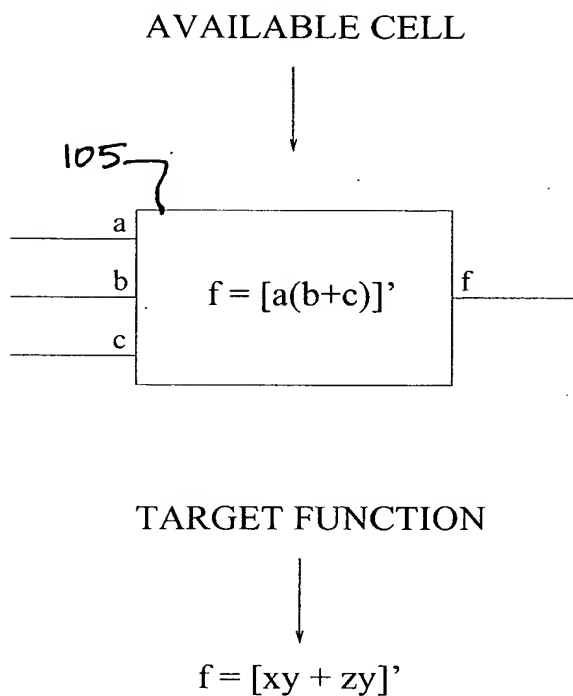 AVAILABLE CELL
105
a
b
c
f = [a(b+c)]’
f
TARGET FUNCTION
f = [xy + zy]’